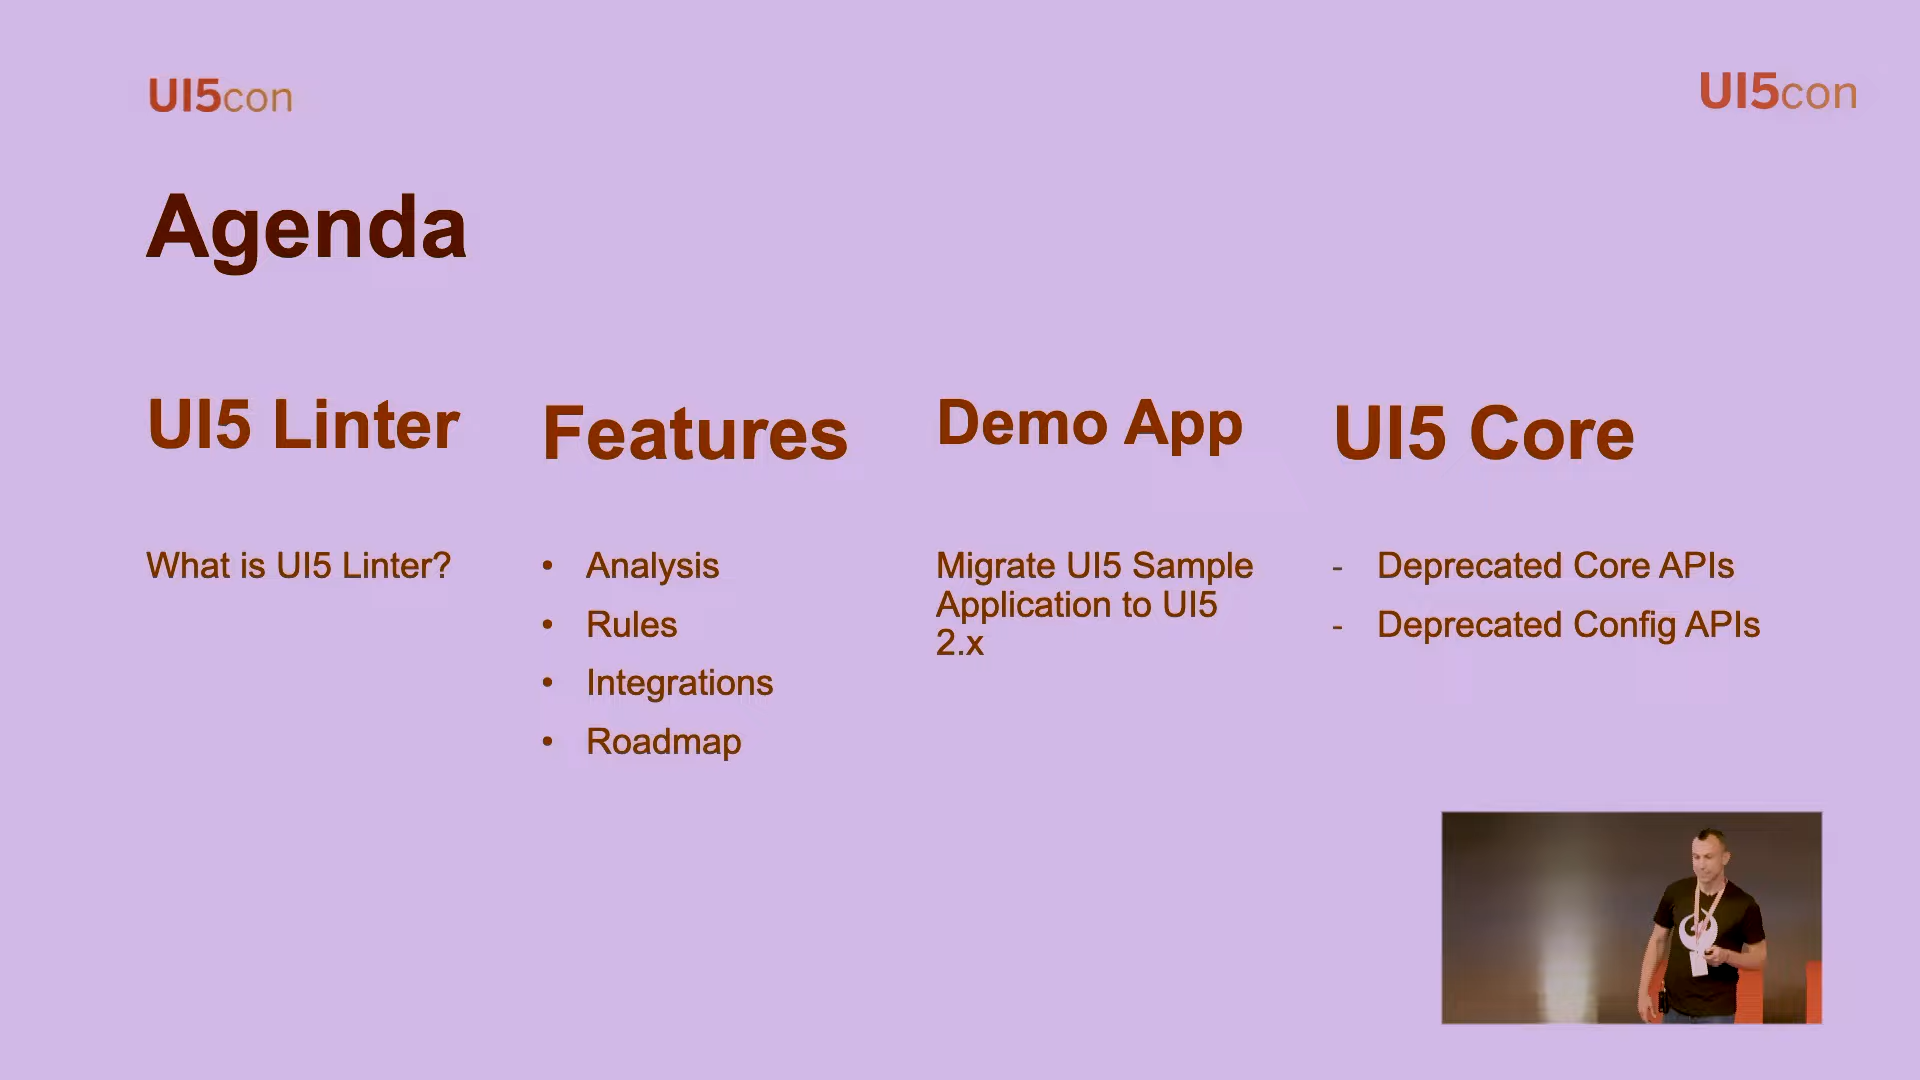 UI5con
UI5con
Agenda
UI5 Linter
What is UI5 Linter?
Features
• Analysis
• Rules
• Integrations
• Roadmap
Demo App
Migrate UI5 Sample
Application to UI5
2.x
UI5 Core
- Deprecated Core APIs
- Deprecated Config APIs